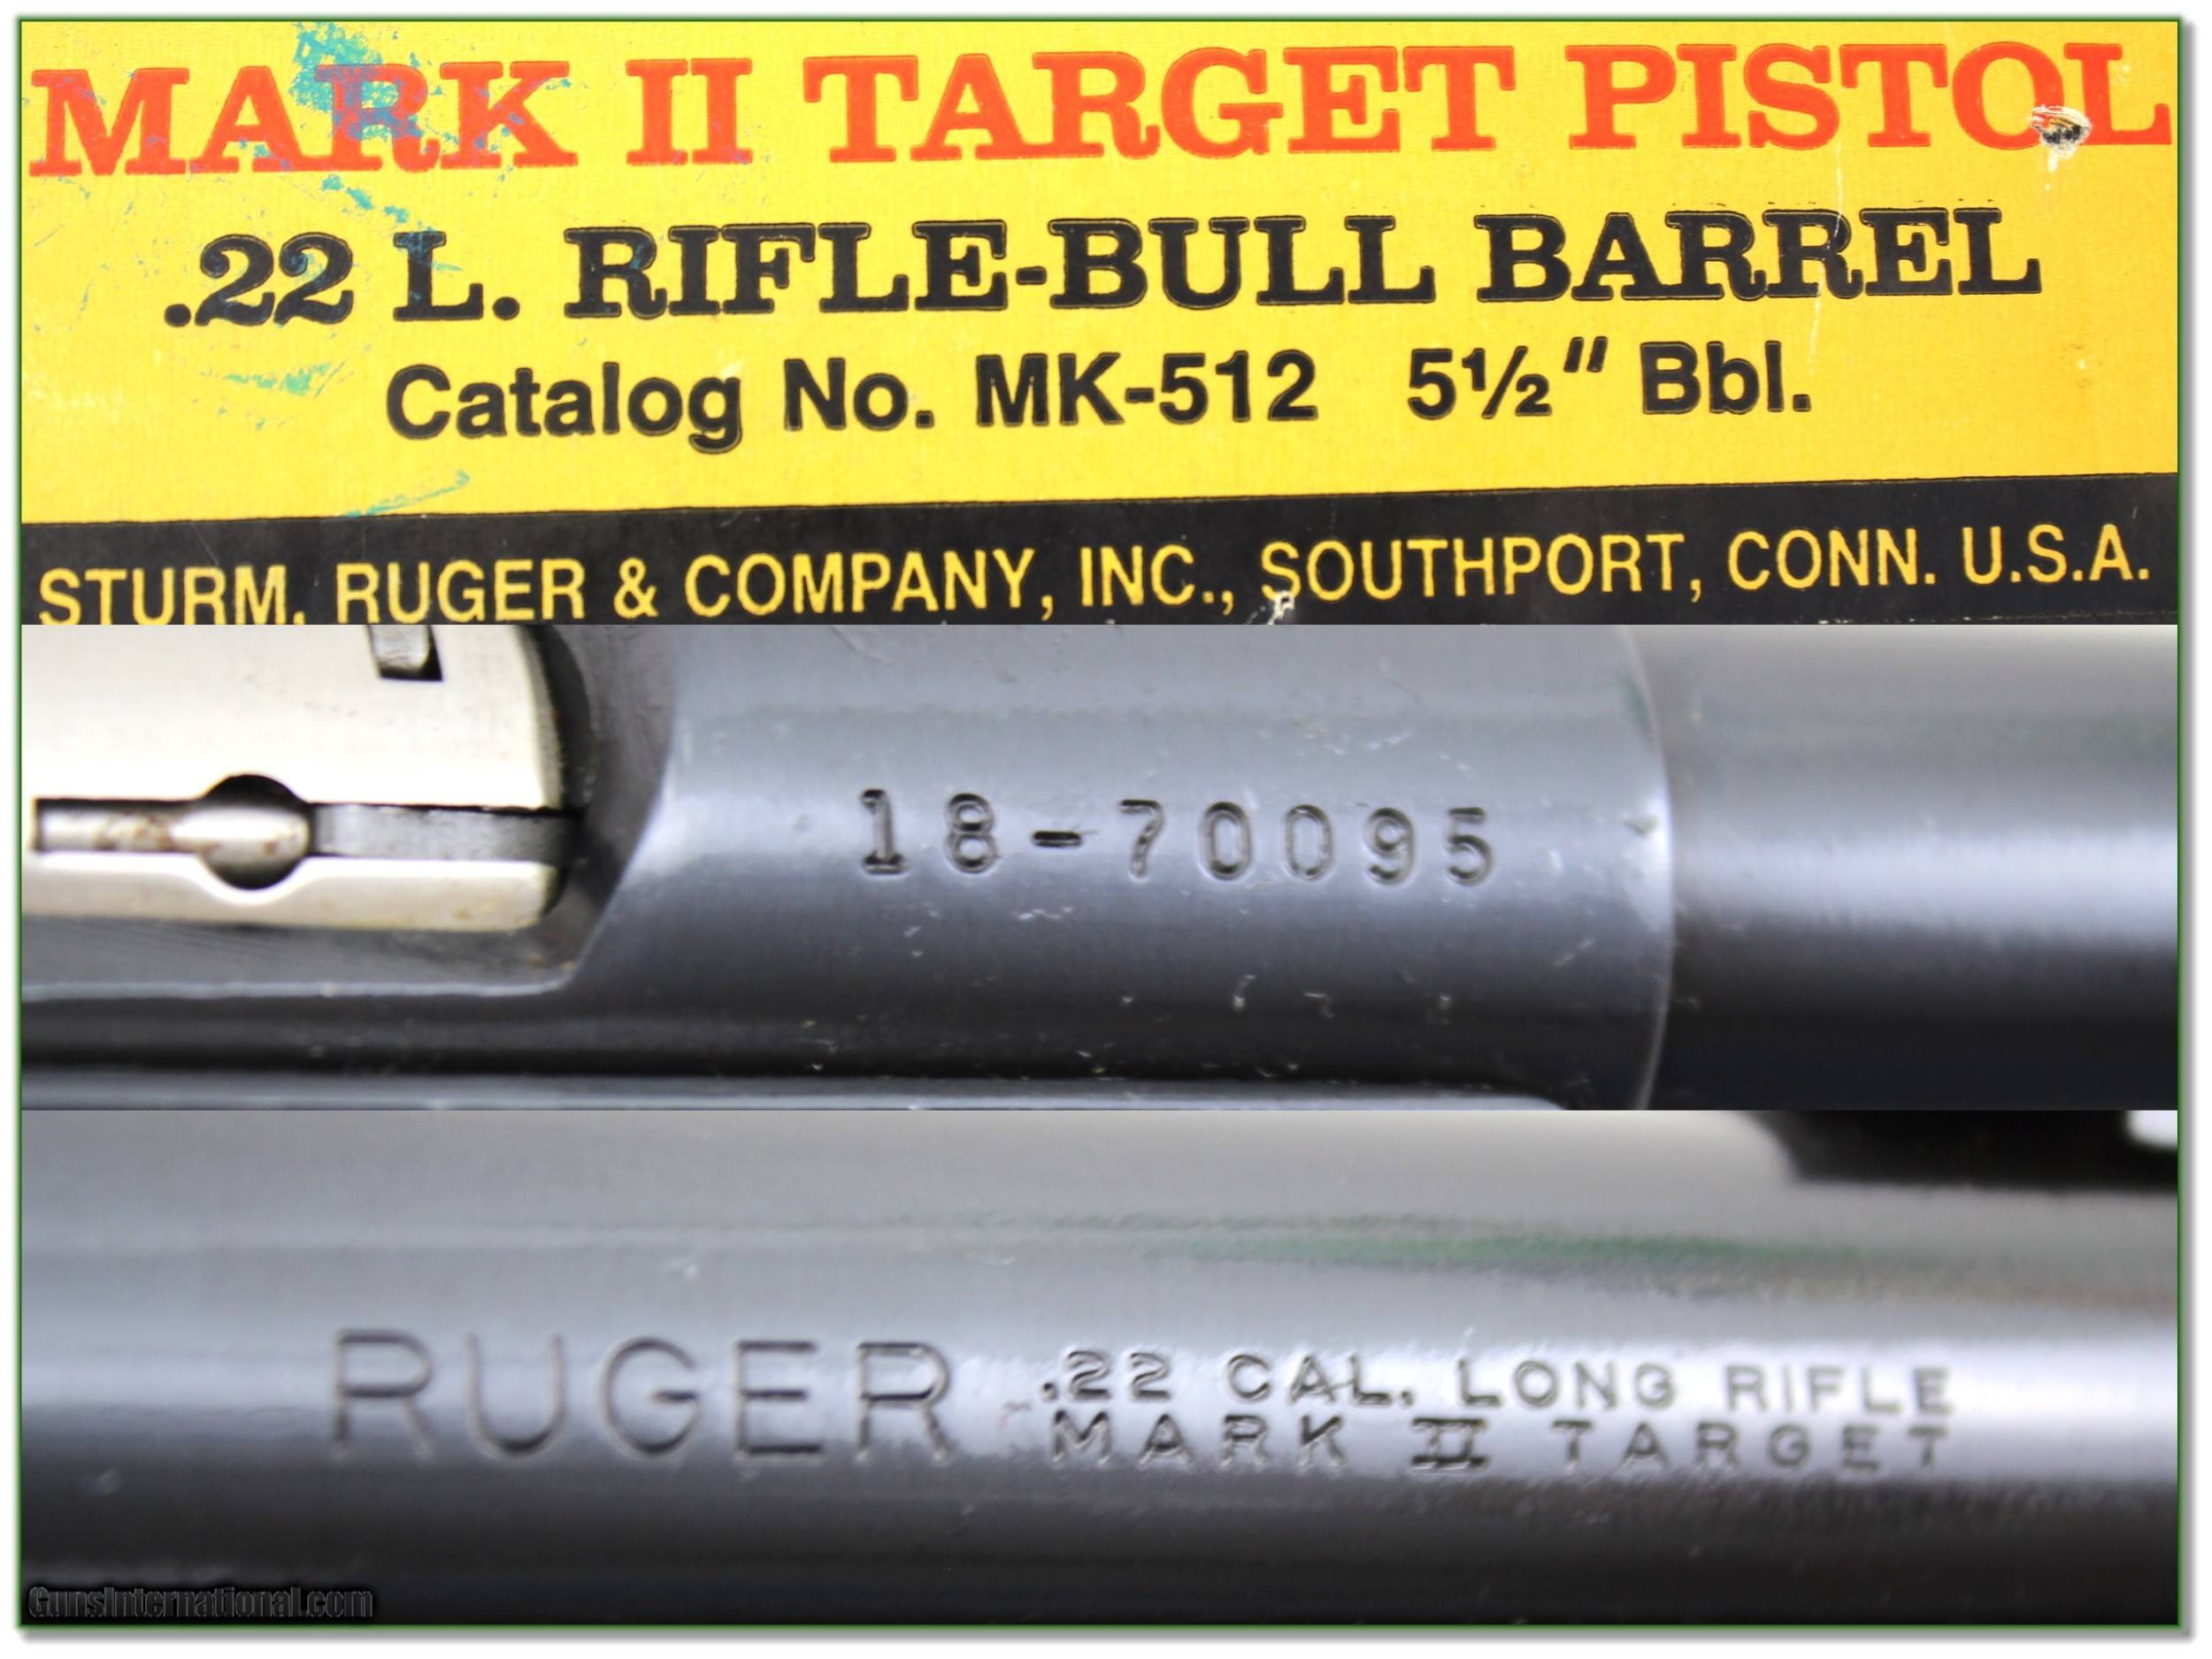 MARK II TARGET PISTOL
.22 L. RIFLE-BULL BARREL
Catalog No. MK-512 5½" Bbl.
STURM, RUGER & COMPANY, INC., SOUTHPORT, CONN. U.S.A.
18-70095
RUGER .22 CAL. LONG RIFLE
MARK II TARGET
GunsInternational.com